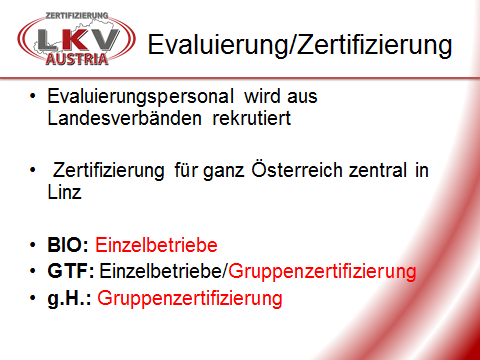 ZERTIFIZIERUNG
LKV
AUSTRIA
Evaluierung/Zertifizierung
• Evaluierungspersonal wird aus
Landesverbänden rekrutiert
• Zertifizierung für ganz Österreich zentral in
Linz
• BIO: Einzelbetriebe
• GTF: Einzelbetriebe/Gruppenzertifizierung
• g.H.: Gruppenzertifizierung